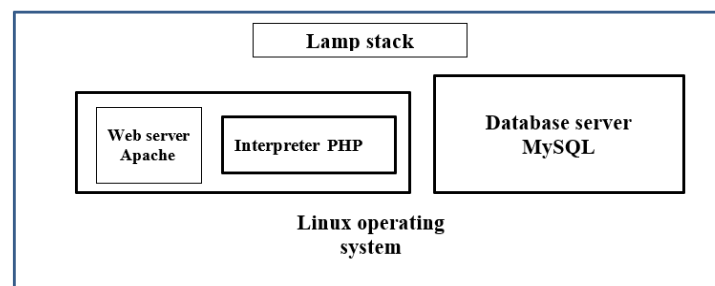 Lamp stack
Web server
Apache
Interpreter PHP
Database server
MySQL
Linux operating
system